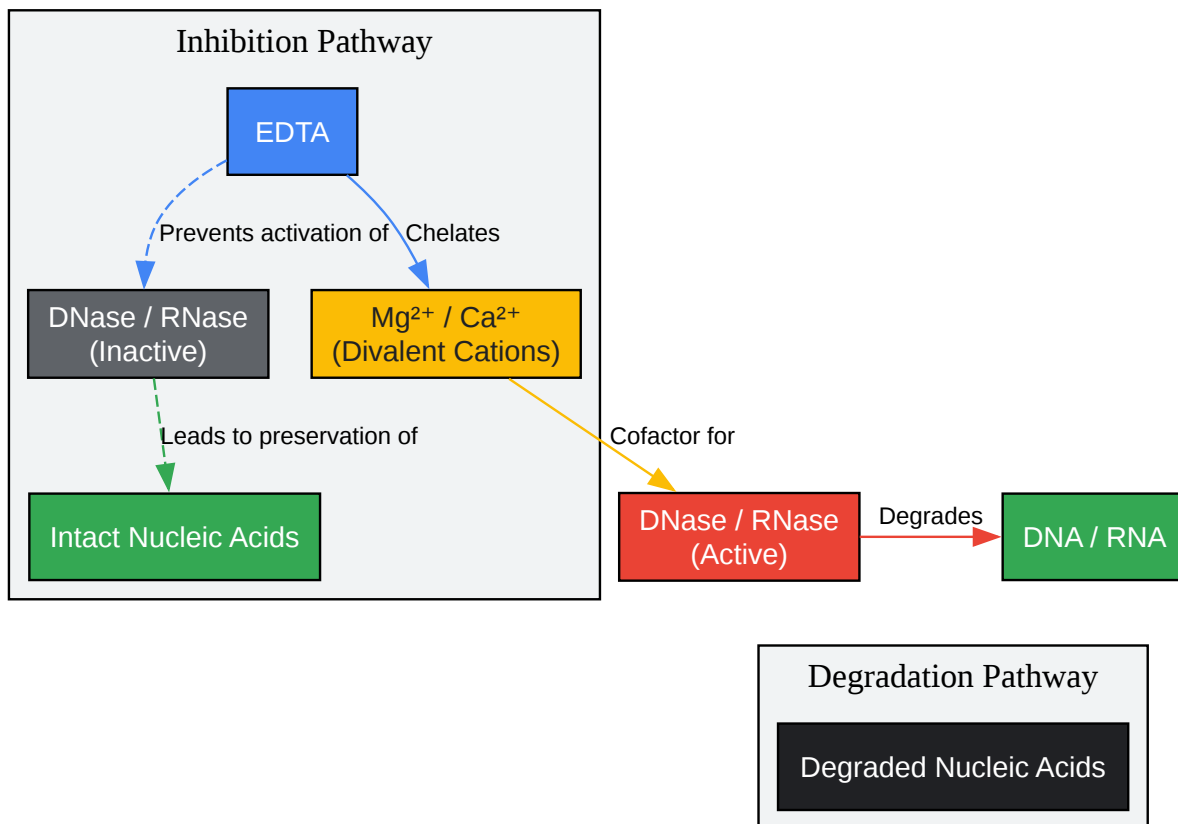 Inhibition Pathway
EDTA
Prevents activation of
Chelates
DNase / RNase
(Inactive)
Mg²⁺ / Ca²⁺
(Divalent Cations)
Leads to preservation of
Cofactor for
Intact Nucleic Acids
DNase / RNase
(Active)
Degrades
DNA / RNA
Degradation Pathway
Degraded Nucleic Acids